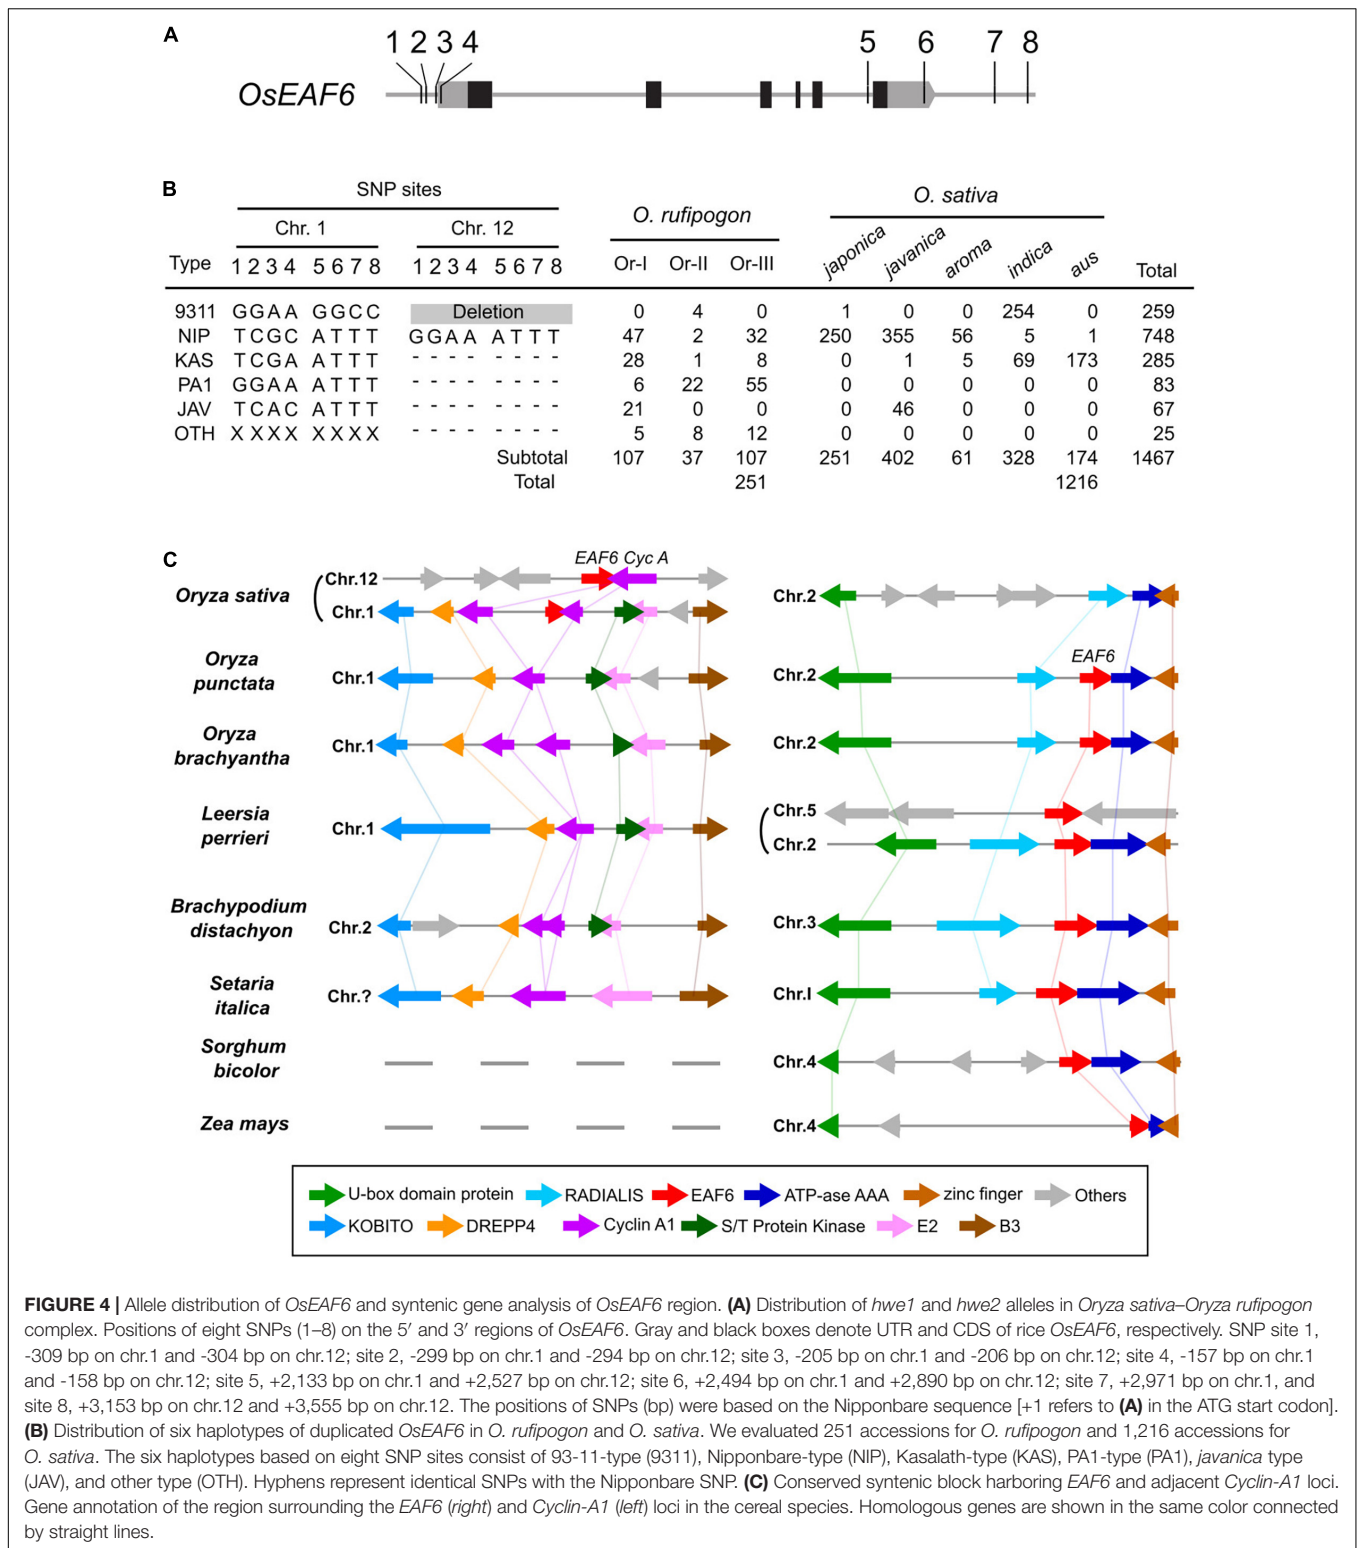 A
1 2 3 4 5 6 7 8
OsEAF6
B
SNP sites
O. rufipogon
O. sativa
Chr. 1 Chr. 12
Type 1 2 3 4 5 6 7 8 1 2 3 4 5 6 7 8 Or-I Or-II Or-III japonica javanica aroma indica aus Total
9311 G G A A G G C C Deletion 0 4 0 1 0 0 254 0 259
NIP T C G C A T T T G G A A A T T T 47 2 32 250 355 56 5 1 748
KAS T C G A A T T T - - - - - - - - 28 1 8 0 1 5 69 173 285
PA1 G G A A A T T T - - - - - - - - 6 22 55 0 0 0 0 0 83
JAV T C A C A T T T - - - - - - - - 21 0 0 0 46 0 0 0 67
OTH X X X X X X X X - - - - - - - - 5 8 12 0 0 0 0 0 25
Subtotal 107 37 107 251 402 61 328 174 1467
Total 251 1216
C
EAF6 Cyc A
Oryza sativa
Chr.12
Chr.1
Chr.2
Oryza
punctata
Chr.1
EAF6
Chr.2
Oryza
brachyantha
Chr.1
Chr.2
Leersia
perrieri
Chr.1
Chr.5
Chr.2
Brachypodium
distachyon
Chr.2
Chr.3
Setaria
italica
Chr.?
Chr.I
Sorghum
bicolor
Chr.4
Zea mays
Chr.4
U-box domain protein RADIALIS EAF6 ATP-ase AAA zinc finger Others
KOBITO DREPP4 Cyclin A1 S/T Protein Kinase E2 B3
FIGURE 4 | Allele distribution of OsEAF6 and syntenic gene analysis of OsEAF6 region. (A) Distribution of hwe1 and hwe2 alleles in Oryza sativa–Oryza rufipogon
complex. Positions of eight SNPs (1–8) on the 5′ and 3′ regions of OsEAF6. Gray and black boxes denote UTR and CDS of rice OsEAF6, respectively. SNP site 1,
-309 bp on chr.1 and -304 bp on chr.12; site 2, -299 bp on chr.1 and -294 bp on chr.12; site 3, -205 bp on chr.1 and -206 bp on chr.12; site 4, -157 bp on chr.1
and -158 bp on chr.12; site 5, +2,133 bp on chr.1 and +2,527 bp on chr.12; site 6, +2,494 bp on chr.1 and +2,890 bp on chr.12; site 7, +2,971 bp on chr.1, and
site 8, +3,153 bp on chr.12 and +3,555 bp on chr.12. The positions of SNPs (bp) were based on the Nipponbare sequence [+1 refers to (A) in the ATG start codon].
(B) Distribution of six haplotypes of duplicated OsEAF6 in O. rufipogon and O. sativa. We evaluated 251 accessions for O. rufipogon and 1,216 accessions for
O. sativa. The six haplotypes based on eight SNP sites consist of 93-11-type (9311), Nipponbare-type (NIP), Kasalath-type (KAS), PA1-type (PA1), javanica type
(JAV), and other type (OTH). Hyphens represent identical SNPs with the Nipponbare SNP. (C) Conserved syntenic block harboring EAF6 and adjacent Cyclin-A1 loci.
Gene annotation of the region surrounding the EAF6 (right) and Cyclin-A1 (left) loci in the cereal species. Homologous genes are shown in the same color connected
by straight lines.